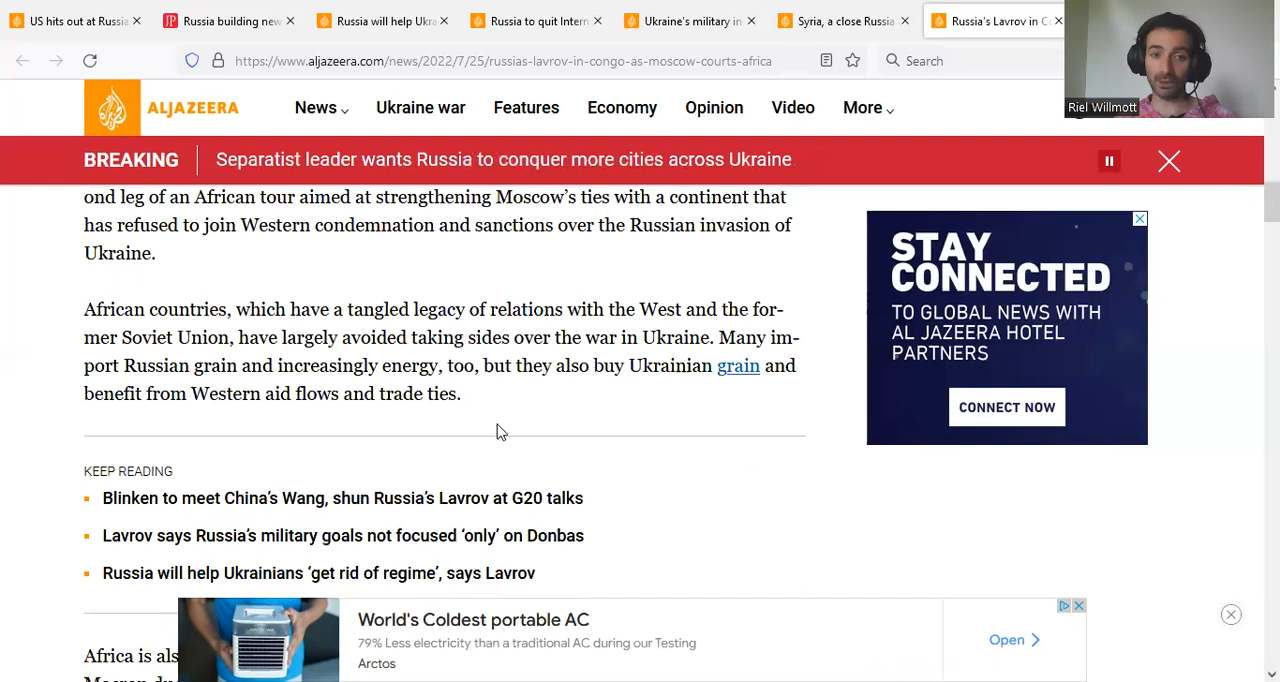 US hits out at Russia
Russia building new
Russia will help Ukra
Russia to quit Intern
Ukraine's military in
Syria, a close Russia
Russia's Lavrov in C
https://www.aljazeera.com/news/2022/7/25/russias-lavrov-in-congo-as-moscow-courts-africa
Search
Riel Willmott
ALJAZEERA
News
Ukraine war
Features
Economy
Opinion
Video
More
BREAKING
Separatist leader wants Russia to conquer more cities across Ukraine
ond leg of an African tour aimed at strengthening Moscow's ties with a continent that
has refused to join Western condemnation and sanctions over the Russian invasion of
Ukraine.
African countries, which have a tangled legacy of relations with the West and the for-
mer Soviet Union, have largely avoided taking sides over the war in Ukraine. Many im-
port Russian grain and increasingly energy, too, but they also buy Ukrainian grain and
benefit from Western aid flows and trade ties.
STAY
CONNECTED
TO GLOBAL NEWS WITH
AL JAZEERA HOTEL
PARTNERS
CONNECT NOW
KEEP READING
Blinken to meet China's Wang, shun Russia's Lavrov at G20 talks
Lavrov says Russia's military goals not focused 'only' on Donbas
Russia will help Ukrainians 'get rid of regime', says Lavrov
World's Coldest portable AC
79% Less electricity than a traditional AC during our Testing
Arctos
Open
Africa is als